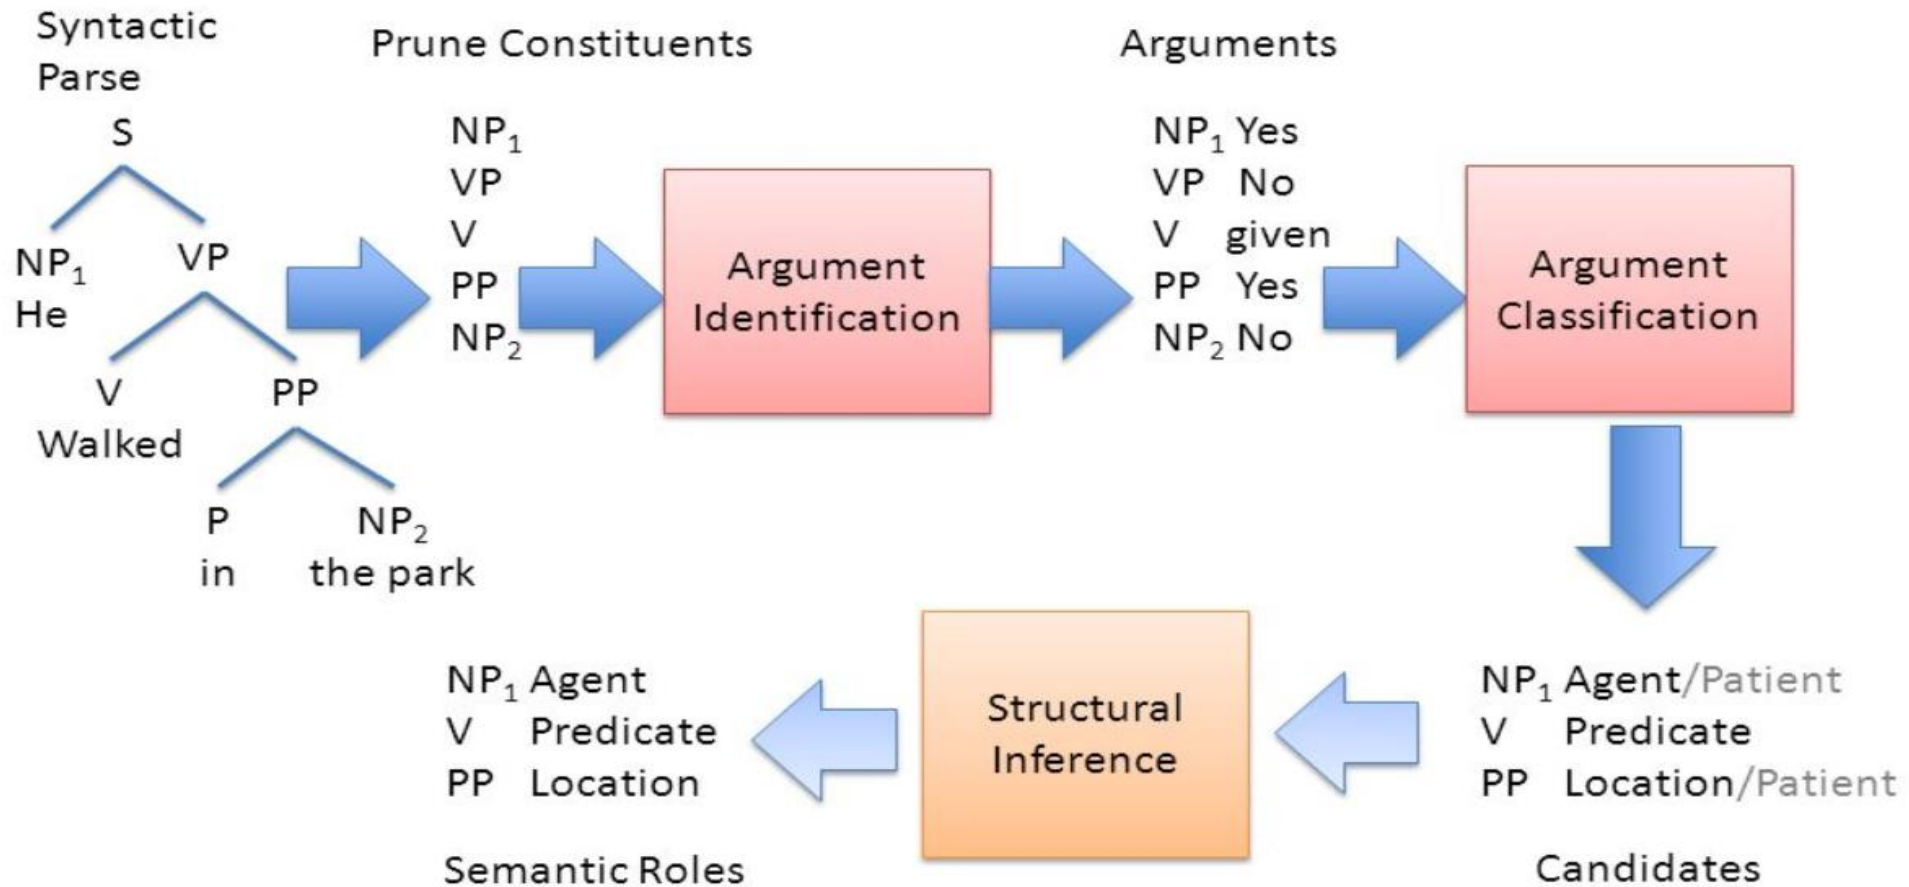 Syntactic
Parse
S
NP₁
He
VP
V
Walked
PP
P
in
NP₂
the park
Prune Constituents
NP₁
VP
V
PP
NP₂
Argument
Identification
Arguments
NP₁ Yes
VP No
V given
PP Yes
NP₂ No
Argument
Classification
NP₁ Agent/Patient
V Predicate
PP Location/Patient
Candidates
Structural
Inference
NP₁ Agent
V Predicate
PP Location
Semantic Roles